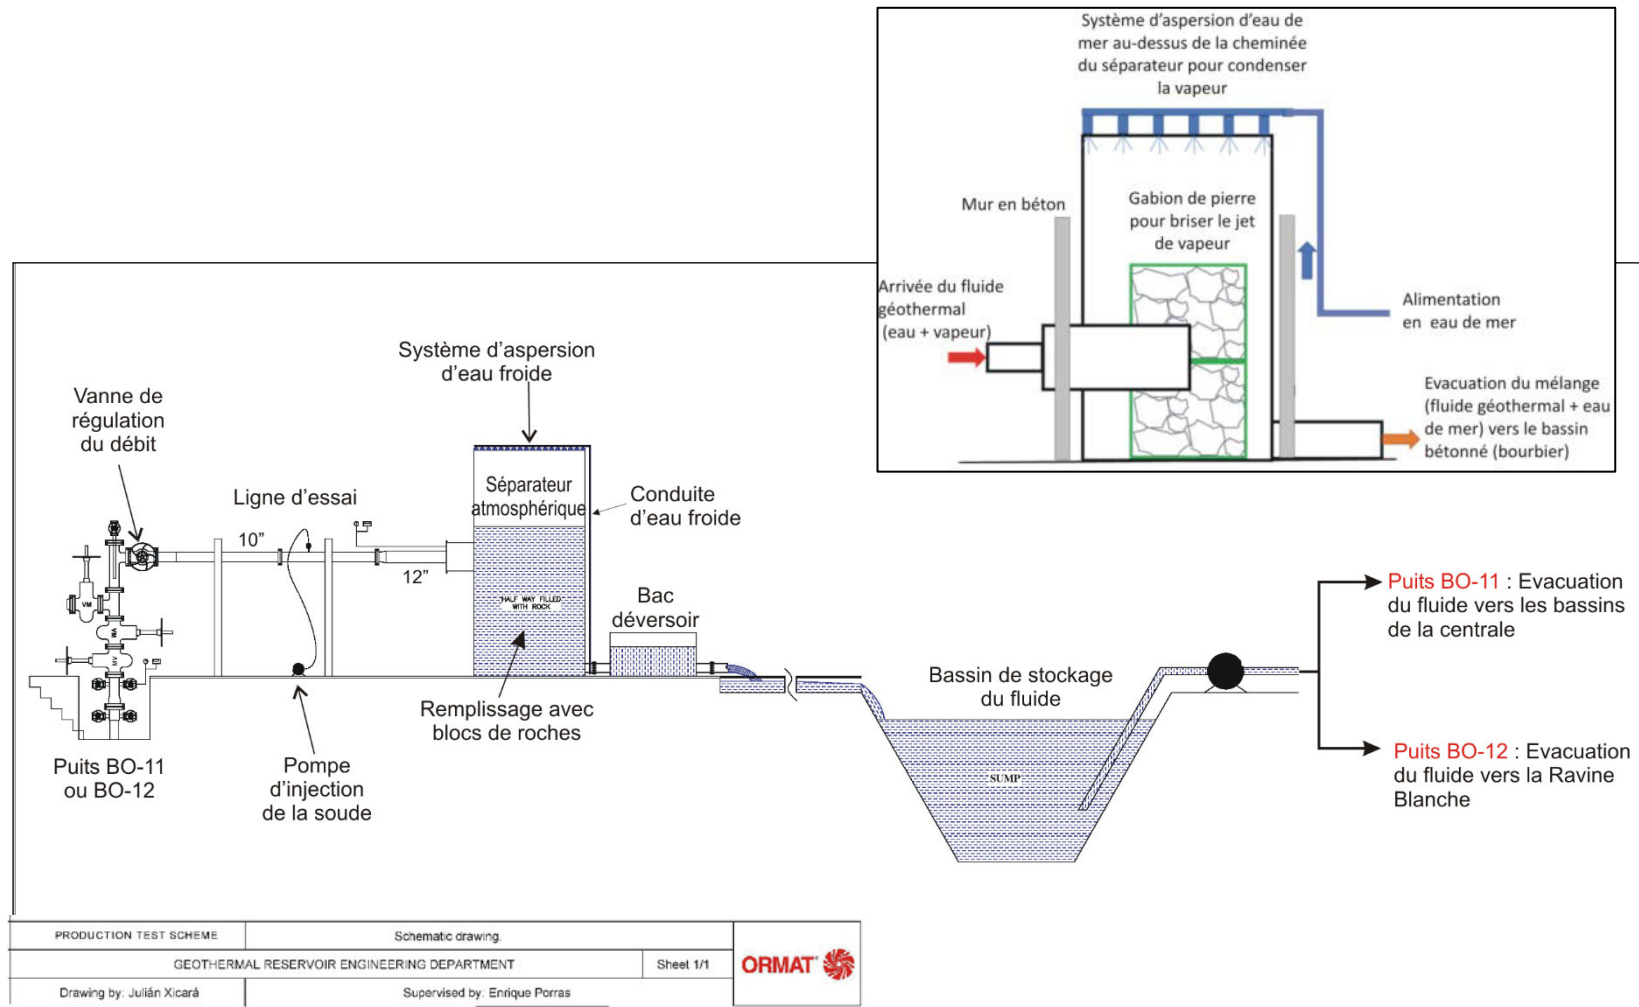 Système d'aspersion d'eau de
mer au-dessus de la cheminée
du séparateur pour condenser
la vapeur
Mur en béton
Gabion de pierre
pour briser le jet
de vapeur
Arrivée du fluide
géothermal
(eau + vapeur)
Alimentation
en eau de mer
Evacuation du mélange
(fluide géothermal + eau
de mer) vers le bassin
bétonné (bourbier)
Système d'aspersion
d'eau froide
Vanne de
régulation
du débit
Ligne d'essai
10"
12"
Séparateur
atmosphérique
Conduite
d'eau froide
HALF WAY FILLED
WITH ROCK
Bac
déversoir
VM
VM
MV
Remplissage avec
blocs de roches
Puits BO-11
ou BO-12
Pompe
d'injection
de la soude
Bassin de stockage
du fluide
SUMP
Puits BO-11 : Evacuation
du fluide vers les bassins
de la centrale
Puits BO-12 : Evacuation
du fluide vers la Ravine
Blanche
PRODUCTION TEST SCHEME
Schematic drawing.
GEOTHERMAL RESERVOIR ENGINEERING DEPARTMENT
Sheet 1/1
Drawing by: Julián Xicará
Supervised by: Enrique Porras
ORMAT